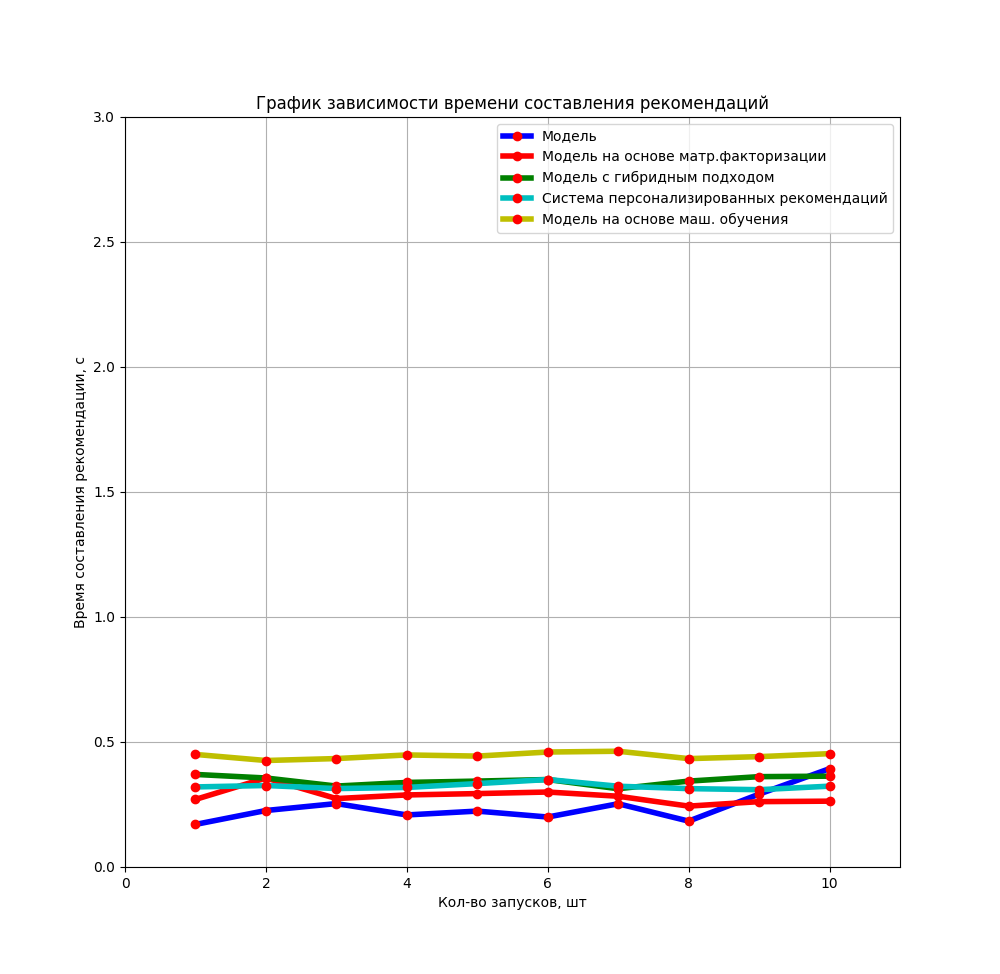 График зависимости времени составления рекомендаций
Модель
Модель на основе матр.факторизации
Модель с гибридным подходом
Система персонализированных рекомендаций
Модель на основе маш. обучения
Время составления рекомендации, с
3.0
2.5
2.0
1.5
1.0
0.5
0.0
0 2 4 6 8 10
Кол-во запусков, шт